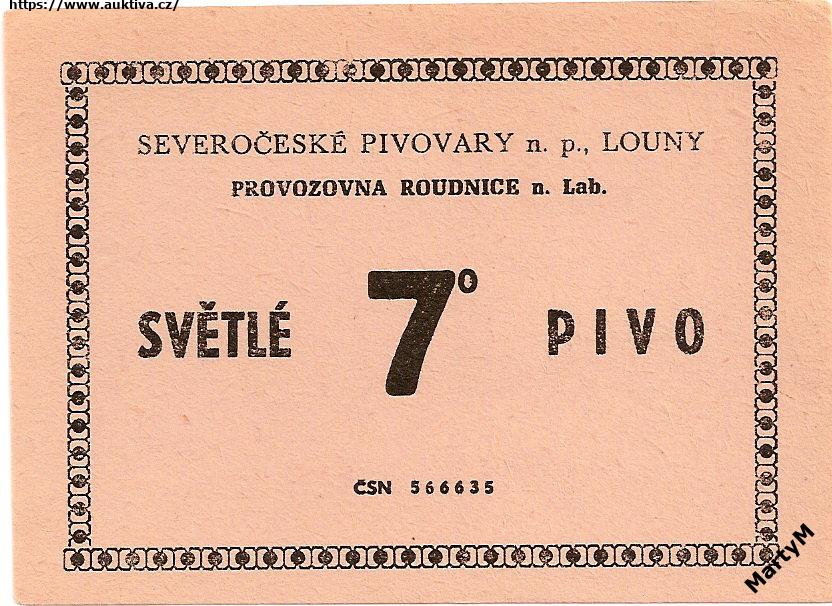 https://www.auktiva.cz/
SEVEROČESKÉ PIVOVARY n. p., LOUNY
PROVOZOVNA ROUDNICE n. Lab.
SVĚTLÉ 7° PIVO
ČSN 566635
MartyM